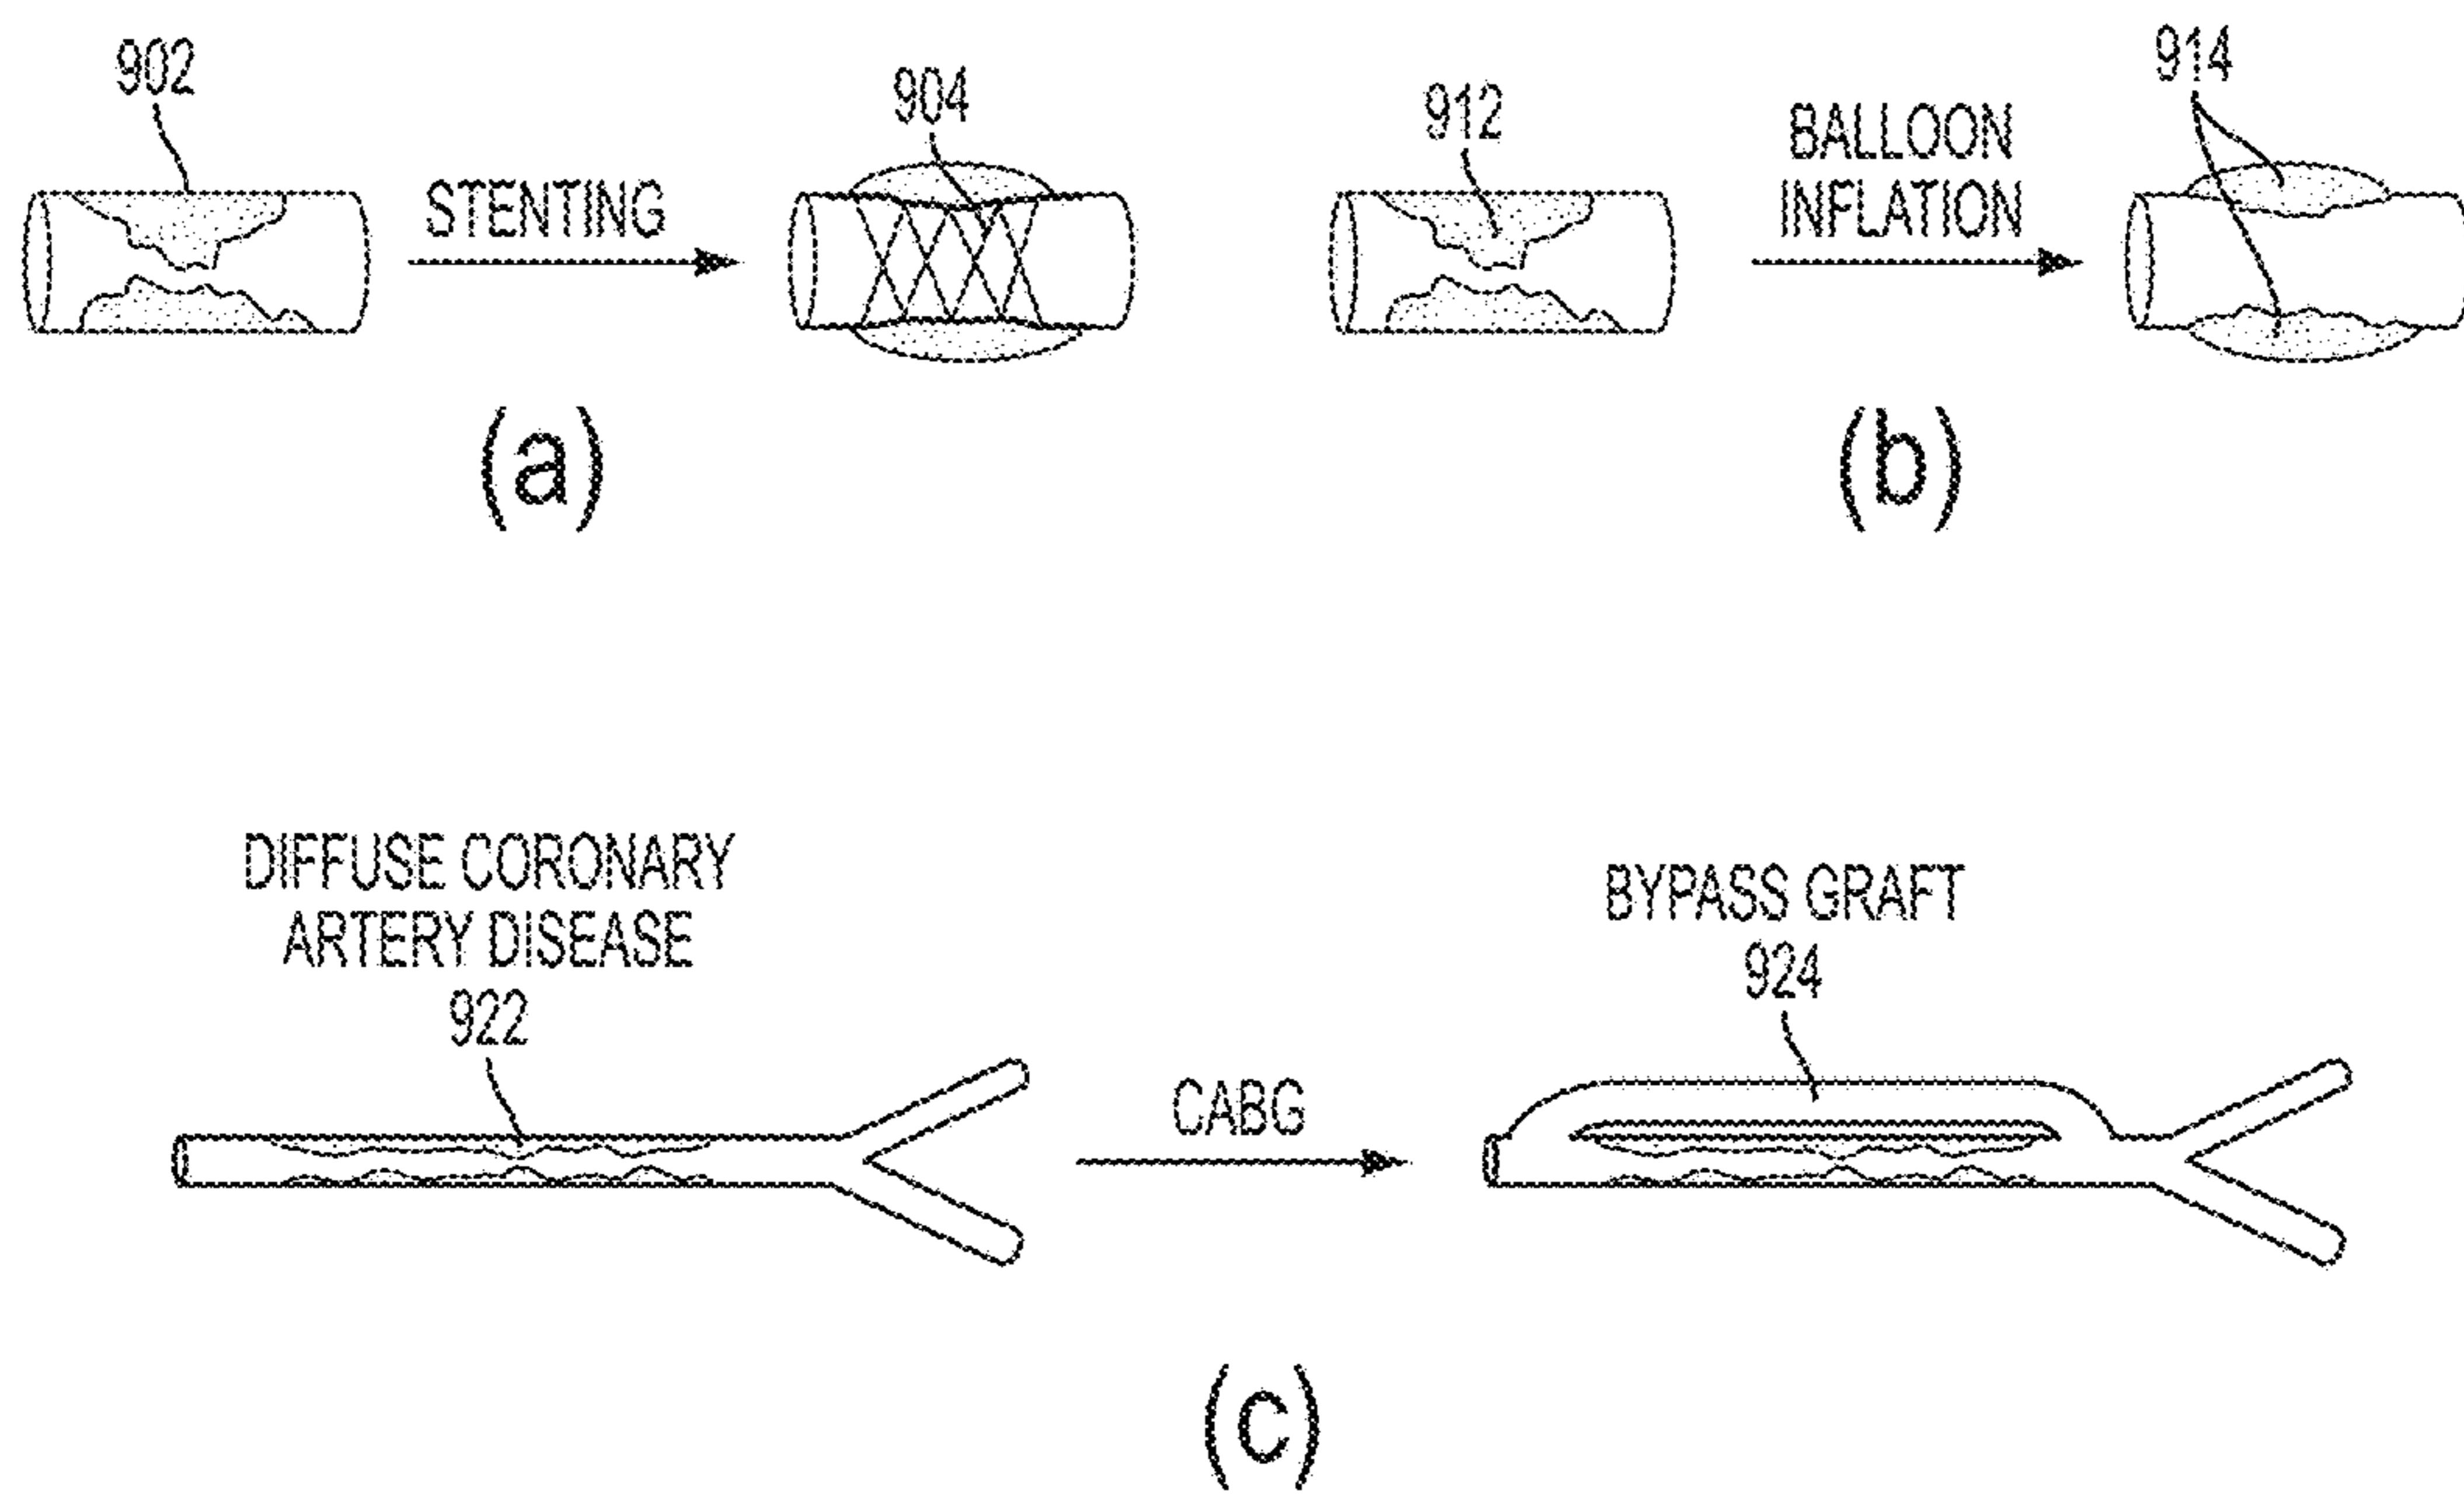 902
904
STENTING
(a)
912
914
BALLOON
INFLATION
(b)
DIFFUSE CORONARY
ARTERY DISEASE
922
CABG
BYPASS GRAFT
924
(c)